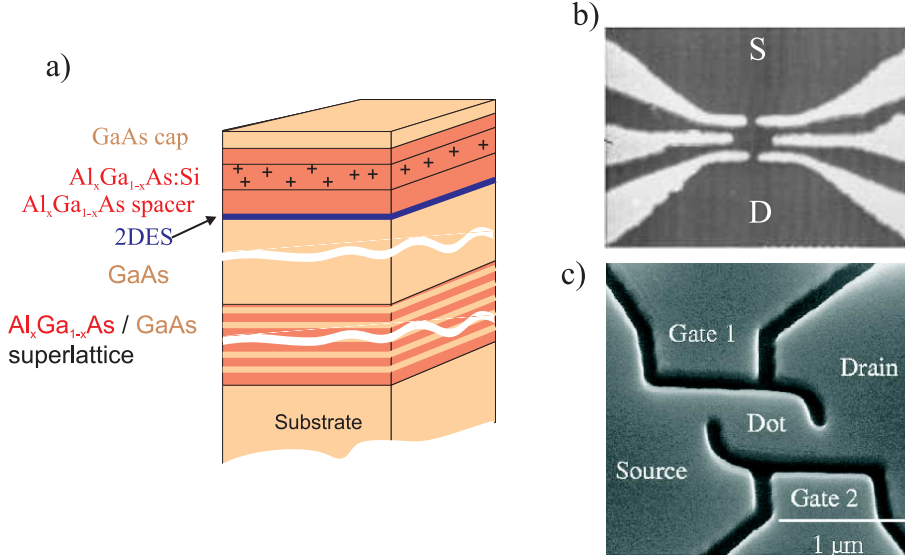 a)
GaAs cap
AlₓGa₁₋ₓAs:Si
AlₓGa₁₋ₓAs spacer
2DES
GaAs
AlₓGa₁₋ₓAs / GaAs
superlattice
Substrate
+ + + + + + + + + + + + + + +
b)
S
D
c)
Gate 1
Drain
Dot
Source
Gate 2
1 µm